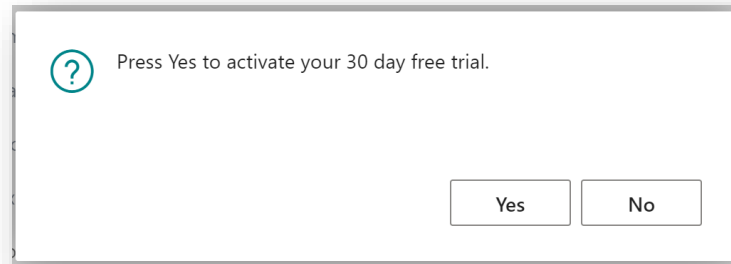 Press Yes to activate your 30 day free trial.
Yes
No